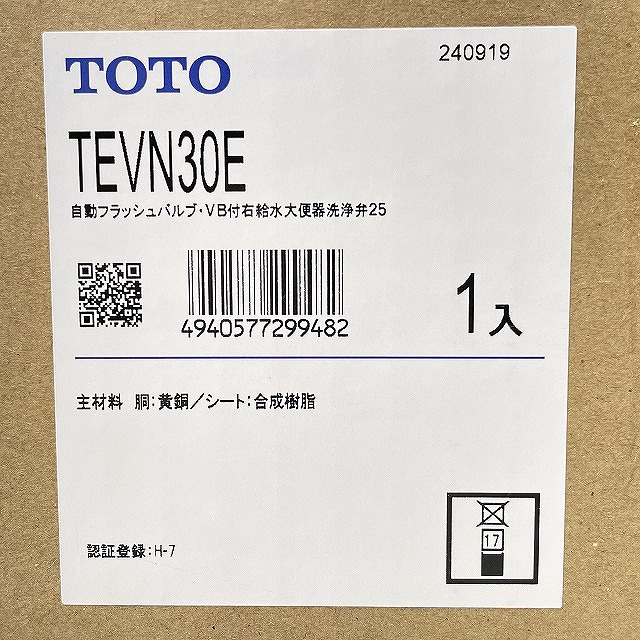 TOTO
240919
TEVN30E
自動フラッシュバルブ・VB付右給水大便器洗浄弁25
4940577299482
1入
主材料 胴:黄銅/シート:合成樹脂
17
認証登録:H-7